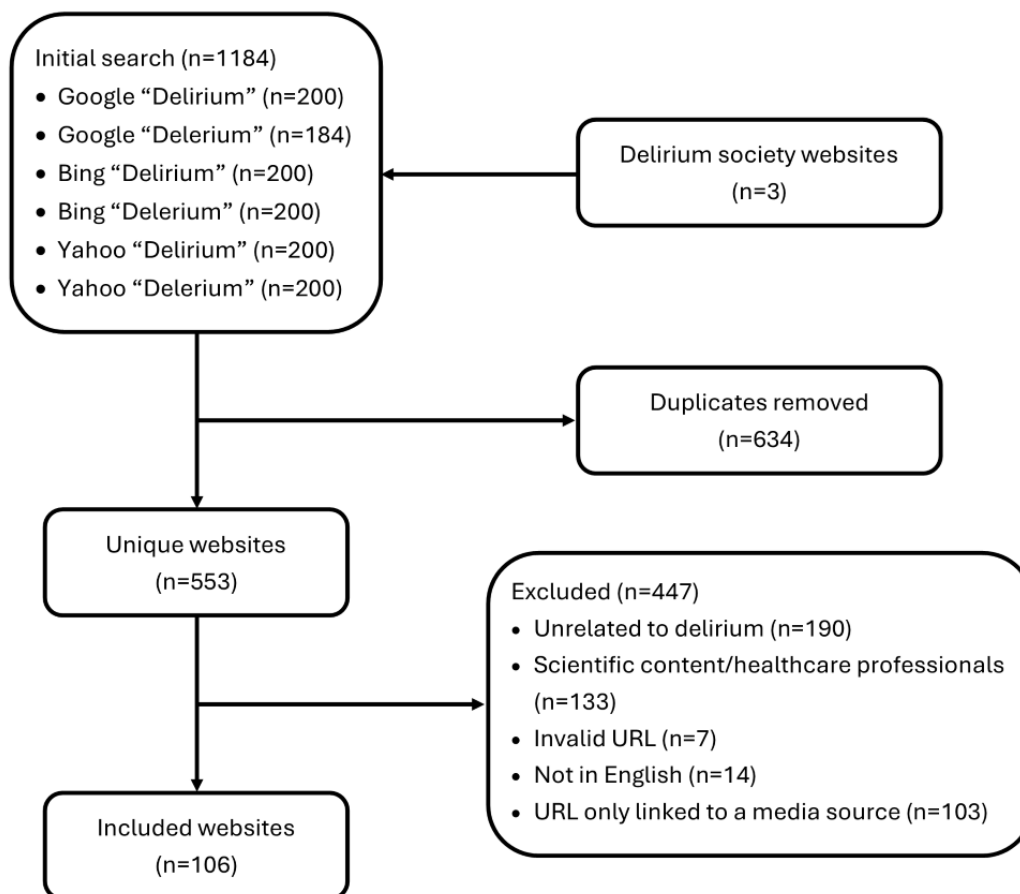 Initial search (n=1184)
• Google “Delirium” (n=200)
• Google “Delerium” (n=184)
• Bing “Delirium” (n=200)
• Bing “Delerium” (n=200)
• Yahoo “Delirium” (n=200)
• Yahoo “Delerium” (n=200)
Delirium society websites
(n=3)
Duplicates removed
(n=634)
Unique websites
(n=553)
Excluded (n=447)
• Unrelated to delirium (n=190)
• Scientific content/healthcare professionals
(n=133)
• Invalid URL (n=7)
• Not in English (n=14)
• URL only linked to a media source (n=103)
Included websites
(n=106)